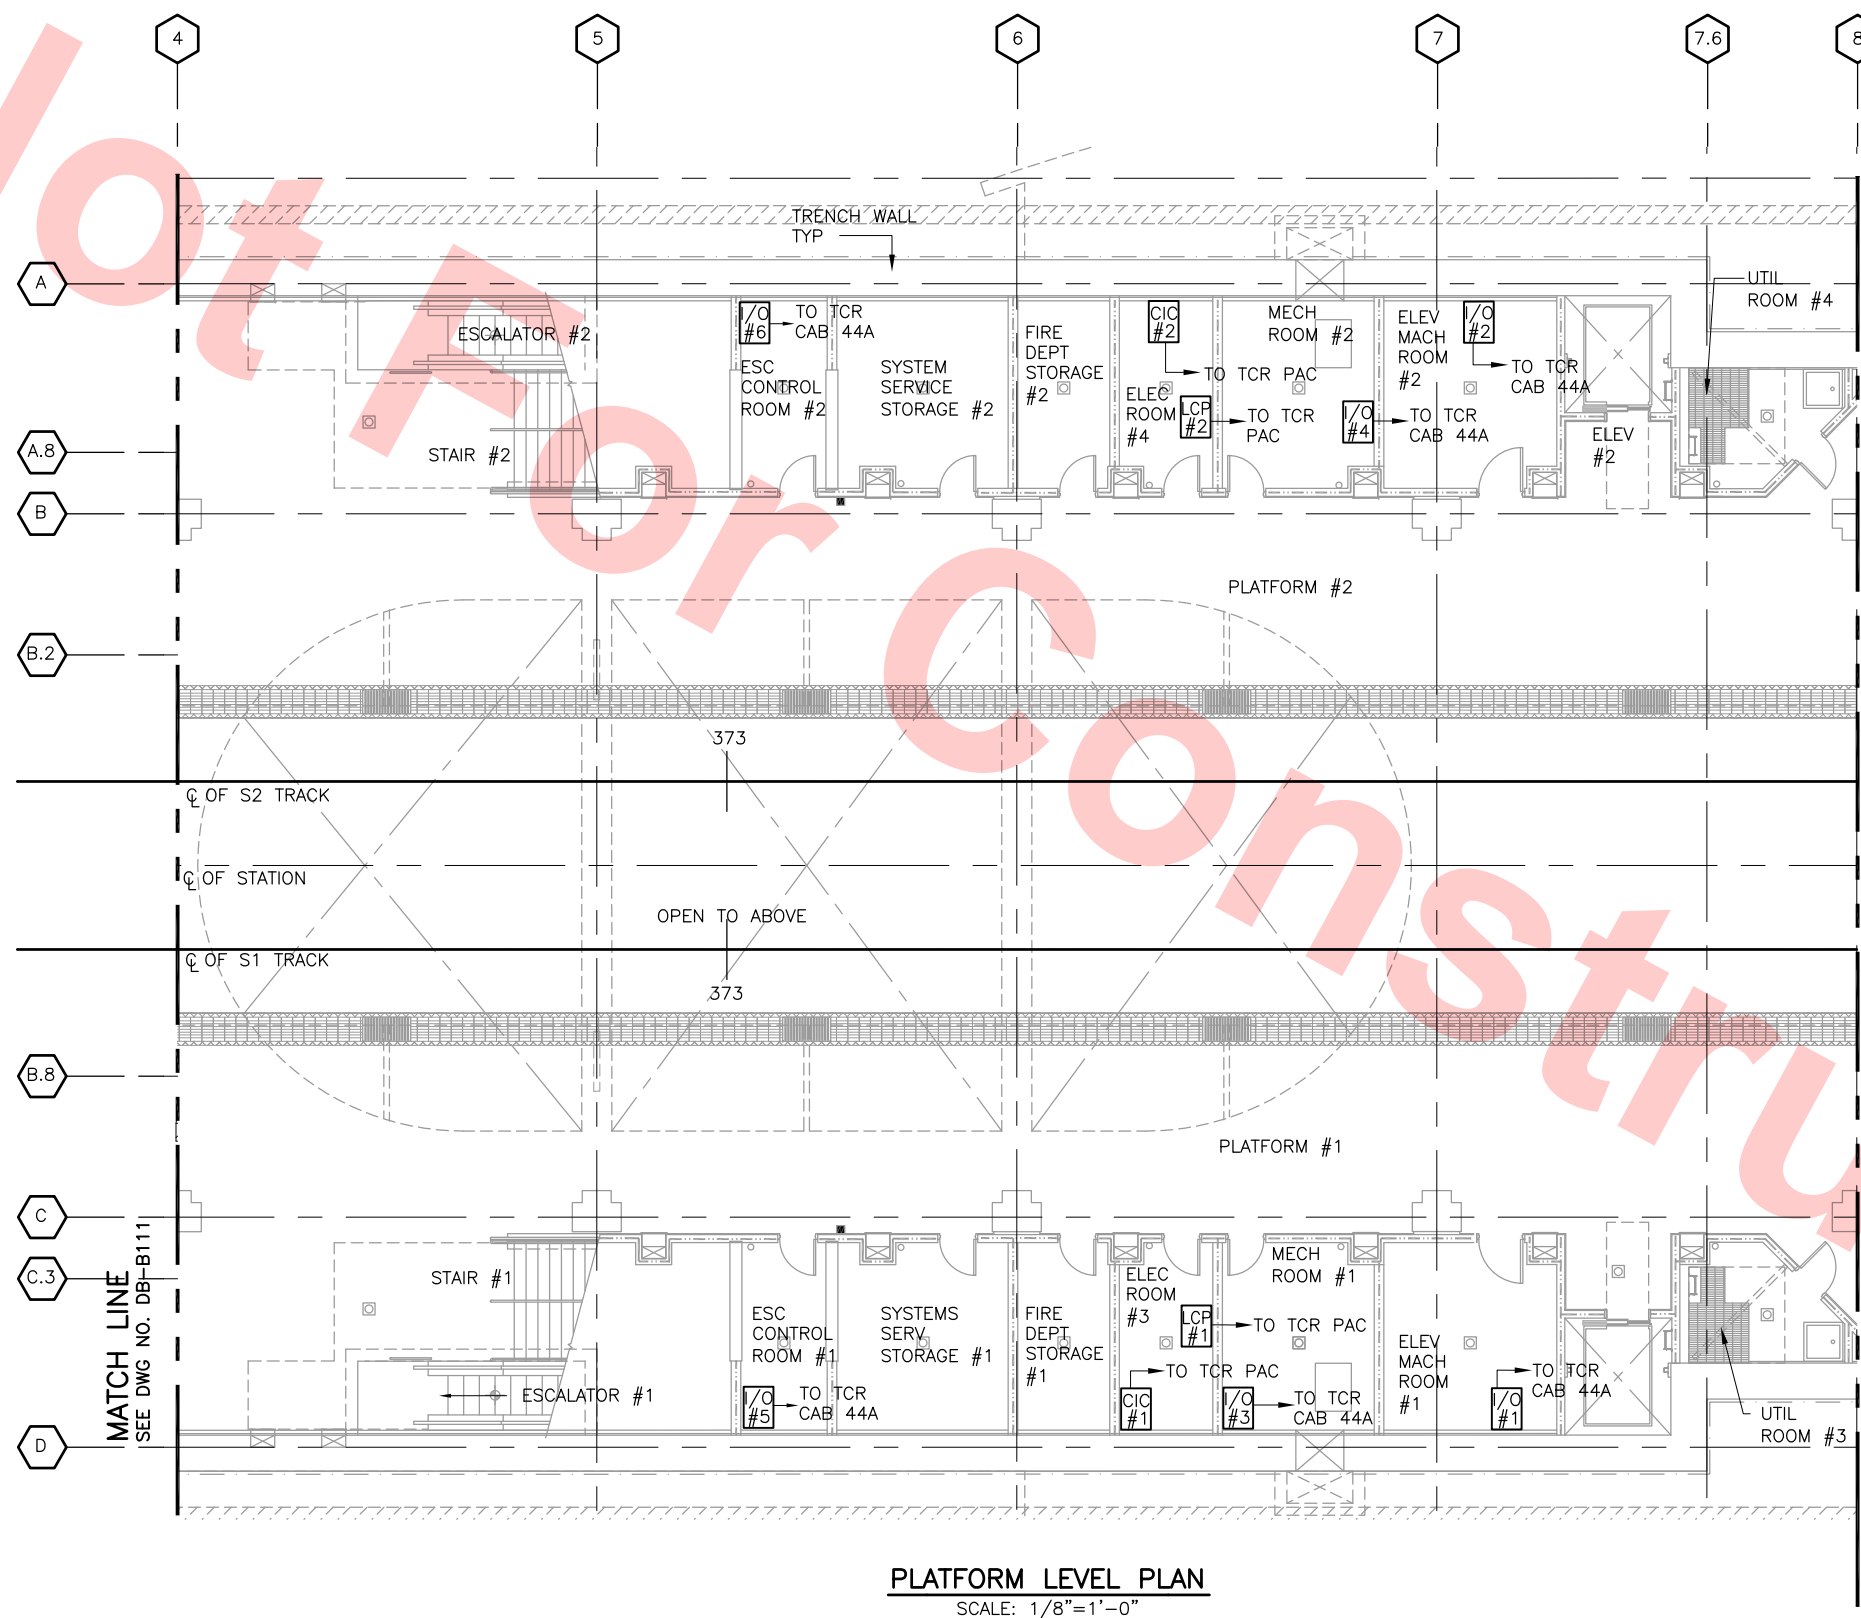 4
5
6
7
7.6
8
TRENCH WALL
TYP
A
UTIL
ROOM #4
ESCALATOR #2
I/O
#6
TO TCR
CAB 44A
ESC
CONTROL
ROOM #2
SYSTEM
SERVICE
STORAGE #2
FIRE
DEPT
STORAGE
#2
CIC
#2
TO TCR PAC
ELEC
ROOM
#4
LCP
#2
TO TCR
PAC
MECH
ROOM #2
I/O
#4
TO TCR
CAB 44A
ELEV
MACH
ROOM
#2
I/O
#2
TO TCR
CAB 44A
ELEV
#2
A.8
STAIR #2
B
PLATFORM #2
B.2
373
℄ OF S2 TRACK
℄ OF STATION
OPEN TO ABOVE
℄ OF S1 TRACK
373
B.8
PLATFORM #1
C
C.3
STAIR #1
ESC
CONTROL
ROOM #1
SYSTEMS
SERV
STORAGE #1
FIRE
DEPT
STORAGE
#1
ELEC
ROOM
#3
LCP
#1
TO TCR PAC
MECH
ROOM #1
CIC
#1
TO TCR PAC
I/O
#3
TO TCR
CAB 44A
ELEV
MACH
ROOM
#1
I/O
#1
TO TCR
CAB 44A
ESCALATOR #1
I/O
#5
TO TCR
CAB 44A
UTIL
ROOM #3
D
MATCH LINE
SEE DWG NO. DB-B111
PLATFORM LEVEL PLAN
SCALE: 1/8"=1'-0"
ot For Constru